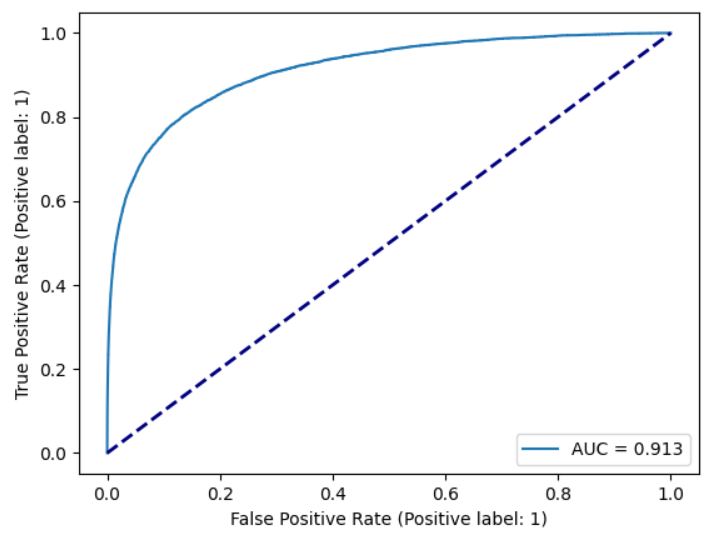 1.0
0.8
0.6
0.4
0.2
0.0
True Positive Rate (Positive label: 1)
AUC = 0.913
0.0 0.2 0.4 0.6 0.8 1.0
False Positive Rate (Positive label: 1)